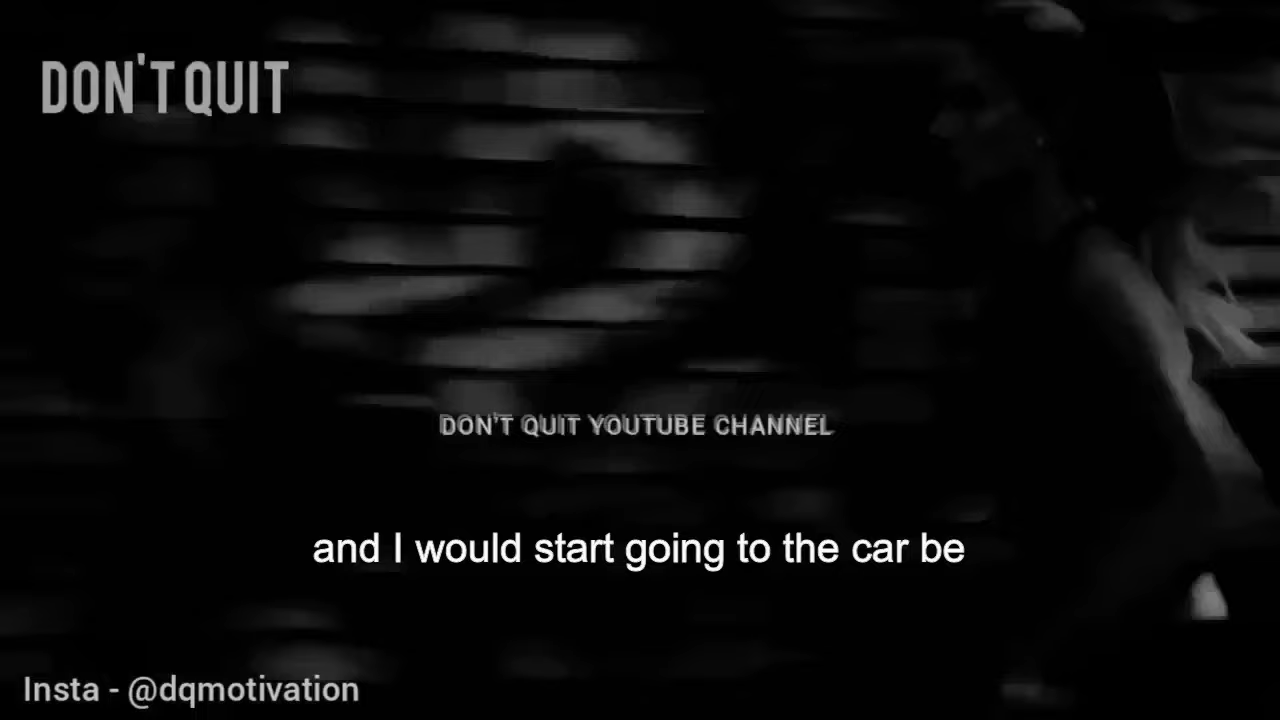 DON'T QUIT
DON'T QUIT YOUTUBE CHANNEL
and I would start going to the car be
Insta - @dqmotivation